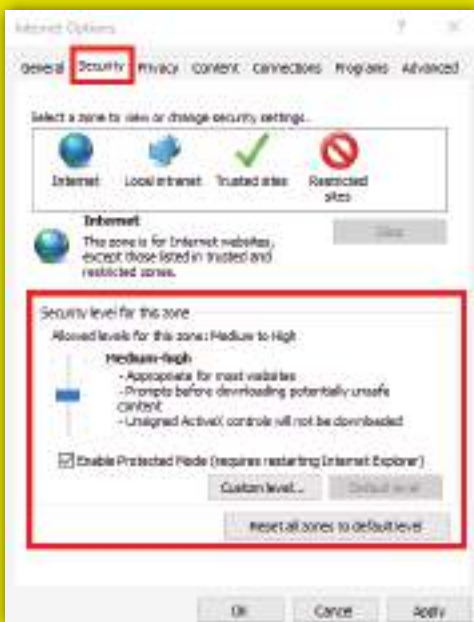 Internet Options ? ✕
General Security Privacy Content Connections Programs Advanced
Select a zone to view or change security settings.
Internet Local intranet Trusted sites Restricted
sites
Internet
This zone is for Internet websites,
except those listed in trusted and
restricted zones.
Sites
Security level for this zone
Allowed levels for this zone: Medium to High
Medium-high
- Appropriate for most websites
- Prompts before downloading potentially unsafe
content
- Unsigned ActiveX controls will not be downloaded
Enable Protected Mode (requires restarting Internet Explorer)
Custom level... Default level
Reset all zones to default level
OK Cancel Apply